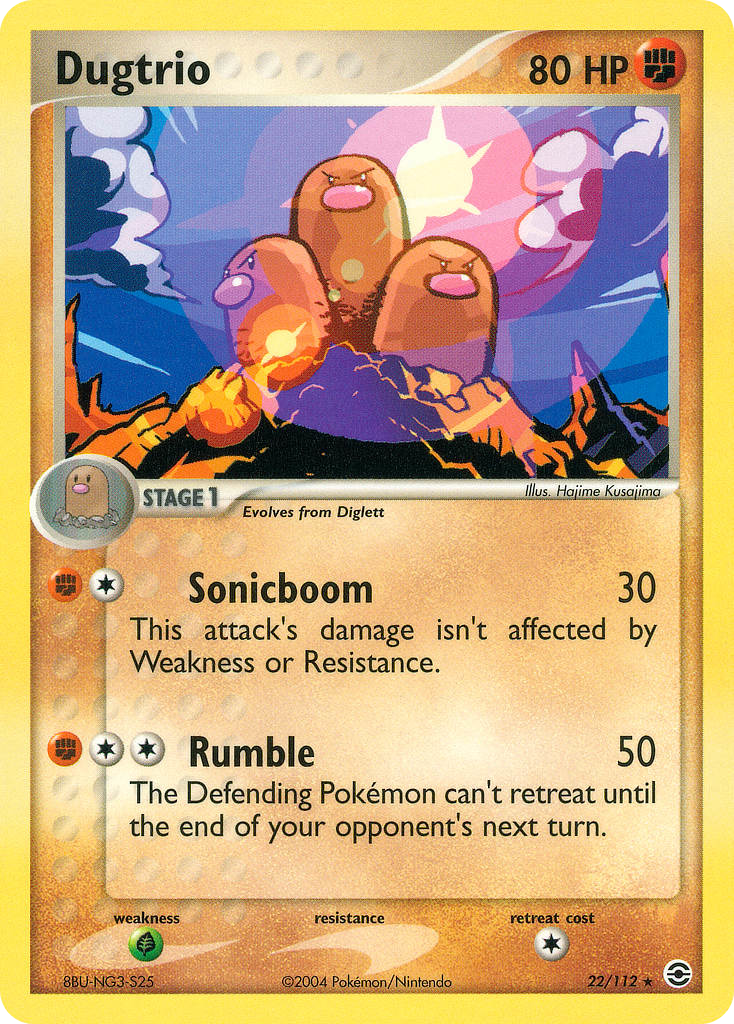 Dugtrio 80 HP
Illus. Hajime Kusajima
STAGE 1
Evolves from Diglett
Sonicboom 30
This attack's damage isn't affected by
Weakness or Resistance.
Rumble 50
The Defending Pokémon can't retreat until
the end of your opponent's next turn.
weakness resistance retreat cost
8BU-NG3-S25 ©2004 Pokémon/Nintendo 22/112 ★